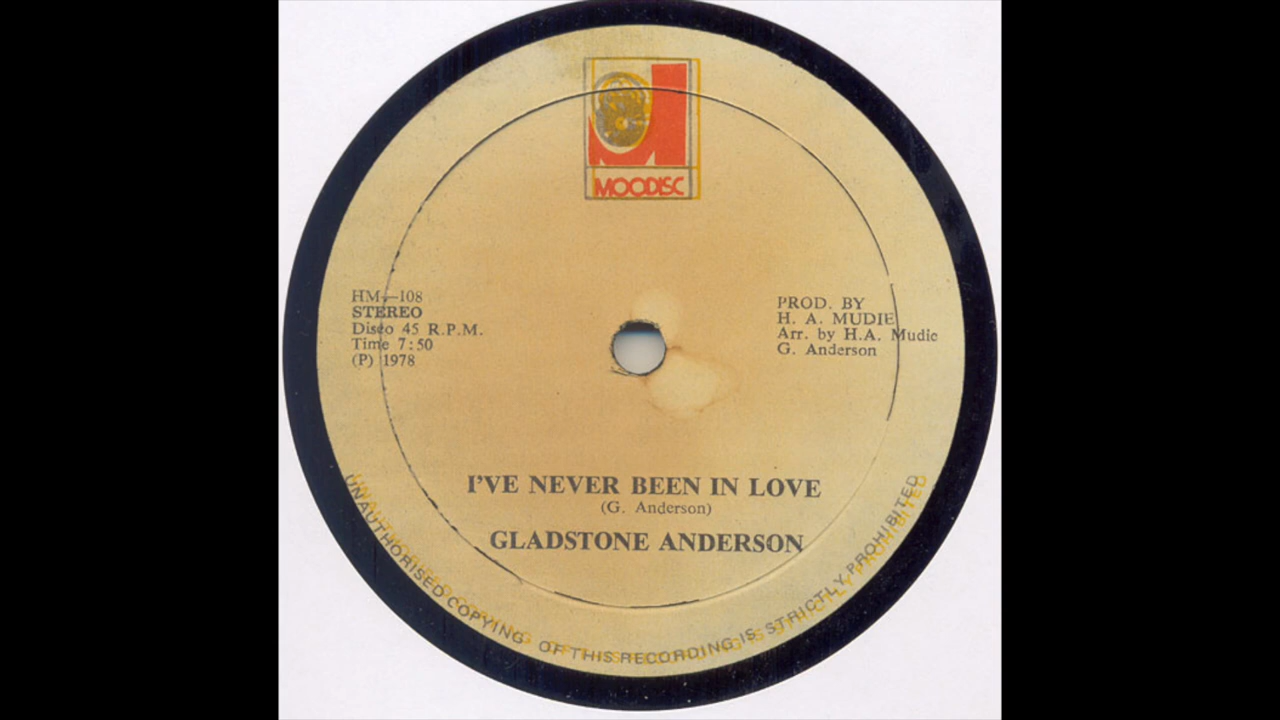 MOODISC
HM—108
STEREO
Disco 45 R.P.M.
Time 7:50
(P) 1978
PROD. BY
H. A. MUDIE
Arr. by H.A. Mudie
G. Anderson
I'VE NEVER BEEN IN LOVE
(G. Anderson)
GLADSTONE ANDERSON
UNAUTHORISED COPYING OF THIS RECORDING IS STRICTLY PROHIBITED